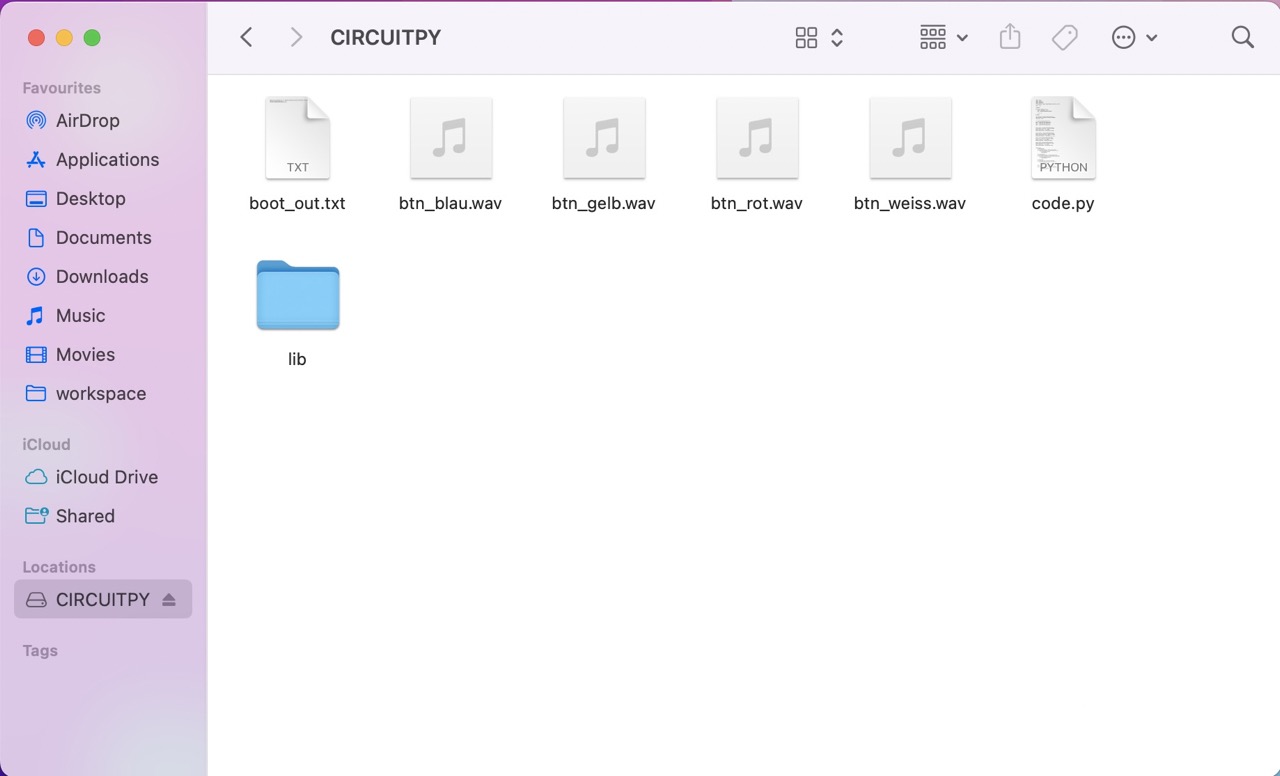 CIRCUITPY
Favourites
AirDrop
Applications
Desktop
Documents
Downloads
Music
Movies
workspace
iCloud
iCloud Drive
Shared
Locations
CIRCUITPY
Tags
TXT
PYTHON
boot_out.txt btn_blau.wav btn_gelb.wav btn_rot.wav btn_weiss.wav code.py
lib